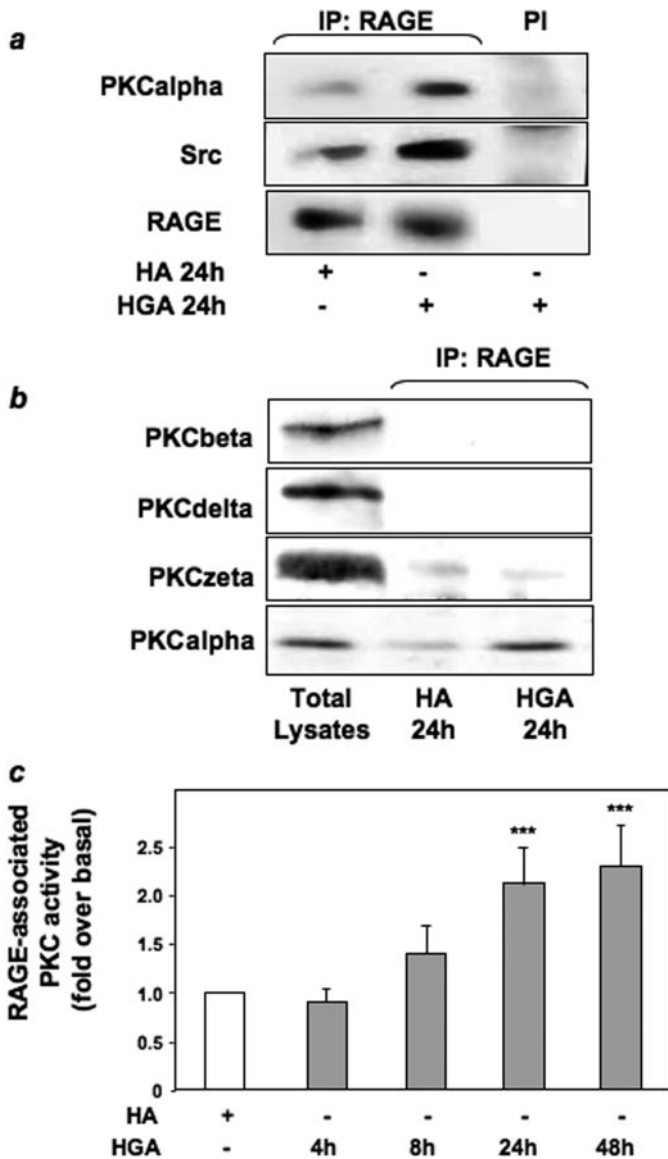 a
IP: RAGE PI
PKCalpha
Src
RAGE
HA 24h + - -
HGA 24h - + +
b
IP: RAGE
PKCbeta
PKCdelta
PKCzeta
PKCalpha
Total Lysates
HA 24h
HGA 24h
c
RAGE-associated
PKC activity
(fold over basal)
2.5
2.0
1.5
1.0
0.5
0
***
***
HA + - - - -
HGA - 4h 8h 24h 48h